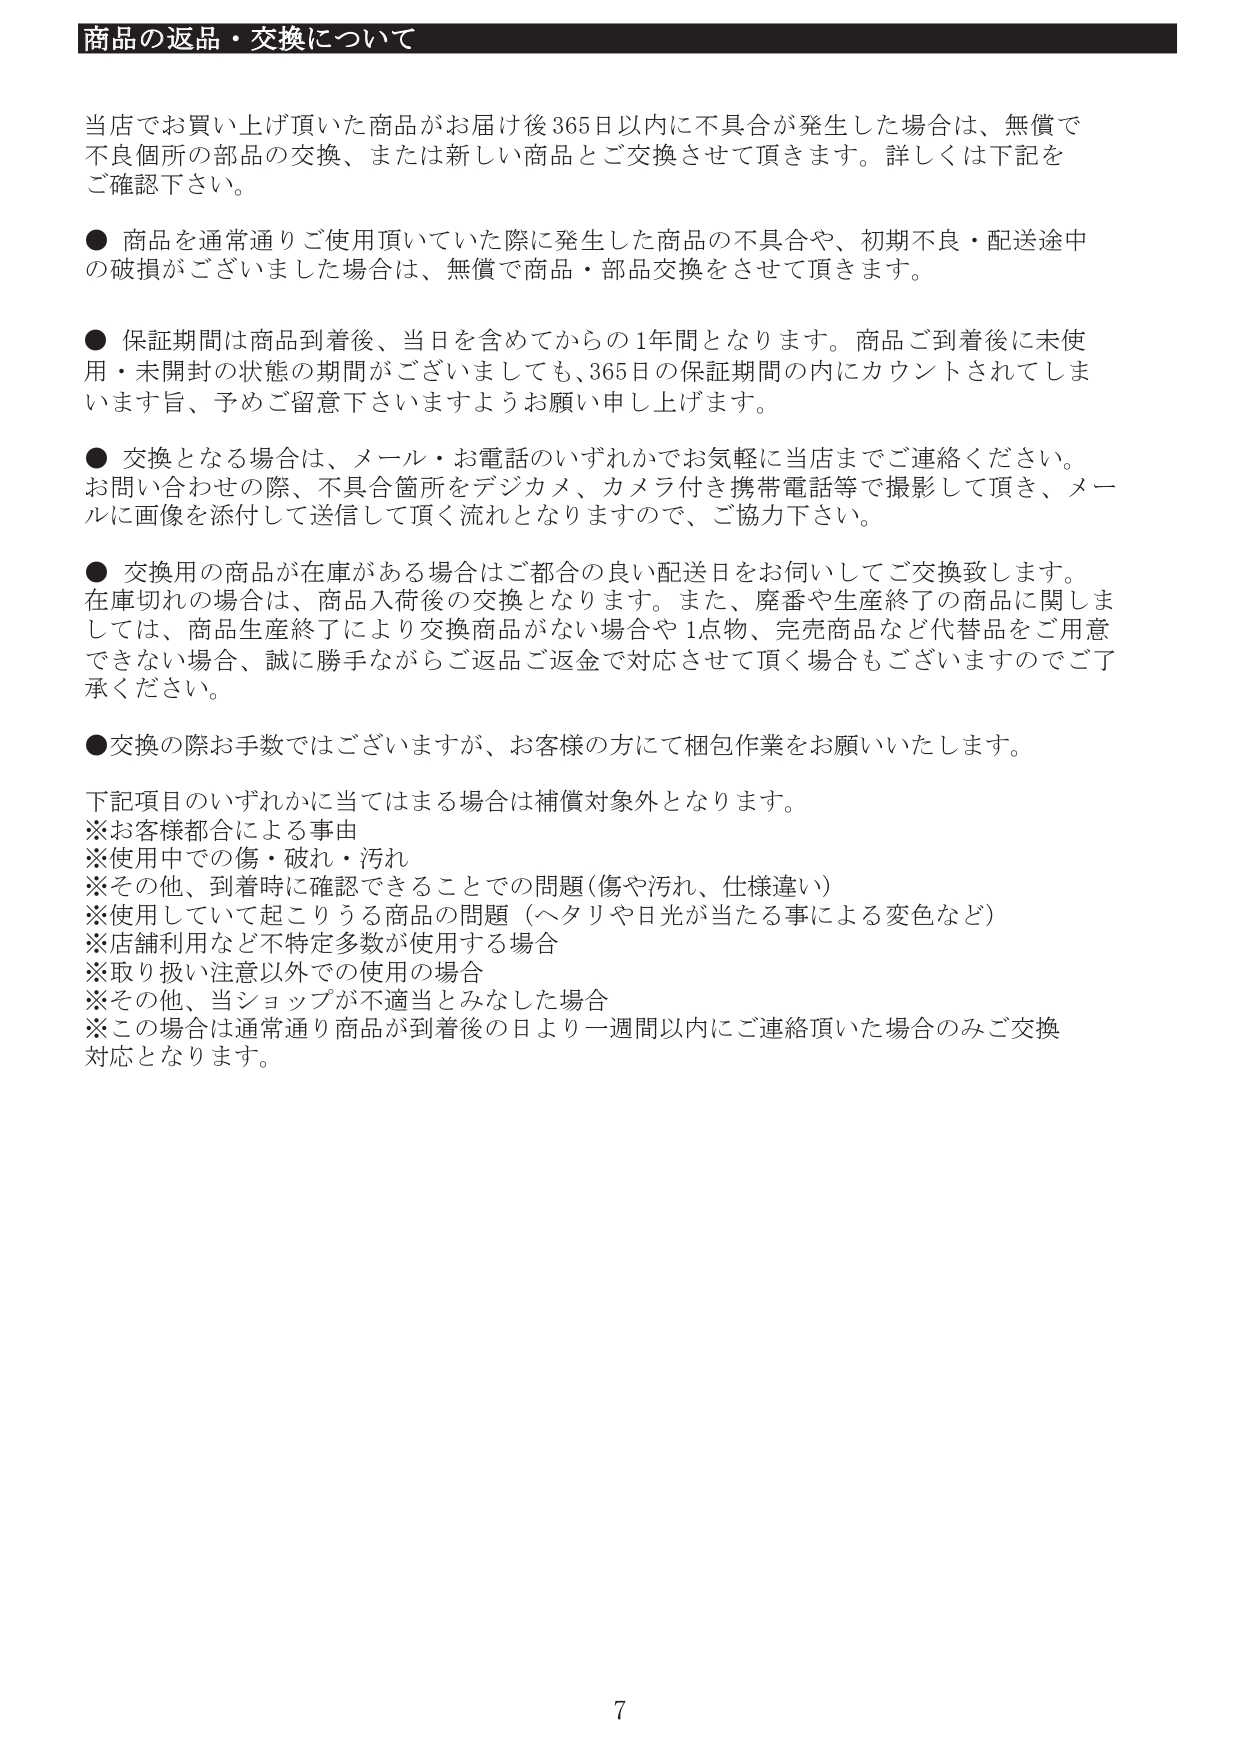 商品の返品・交換について
当店でお買い上げ頂いた商品がお届け後365日以内に不具合が発生した場合は、無償で
不良個所の部品の交換、または新しい商品とご交換させて頂きます。詳しくは下記を
ご確認下さい。
● 商品を通常通りご使用頂いていた際に発生した商品の不具合や、初期不良・配送途中
の破損がございました場合は、無償で商品・部品交換をさせて頂きます。
● 保証期間は商品到着後、当日を含めてからの1年間となります。商品ご到着後に未使
用・未開封の状態の期間がございましても、365日の保証期間の内にカウントされてしま
います旨、予めご留意下さいますようお願い申し上げます。
● 交換となる場合は、メール・お電話のいずれかでお気軽に当店までご連絡ください。
お問い合わせの際、不具合箇所をデジカメ、カメラ付き携帯電話等で撮影して頂き、メー
ルに画像を添付して送信して頂く流れとなりますので、ご協力下さい。
● 交換用の商品が在庫がある場合はご都合の良い配送日をお伺いしてご交換致します。
在庫切れの場合は、商品入荷後の交換となります。また、廃番や生産終了の商品に関しま
しては、商品生産終了により交換商品がない場合や1点物、完売商品など代替品をご用意
できない場合、誠に勝手ながらご返品ご返金で対応させて頂く場合もございますのでご了
承ください。
●交換の際お手数ではございますが、お客様の方にて梱包作業をお願いいたします。
下記項目のいずれかに当てはまる場合は補償対象外となります。
※お客様都合による事由
※使用中での傷・破れ・汚れ
※その他、到着時に確認できることでの問題(傷や汚れ、仕様違い)
※使用していて起こりうる商品の問題（ヘタリや日光が当たる事による変色など）
※店舗利用など不特定多数が使用する場合
※取り扱い注意以外での使用の場合
※その他、当ショップが不適当とみなした場合
※この場合は通常通り商品が到着後の日より一週間以内にご連絡頂いた場合のみご交換
対応となります。
7